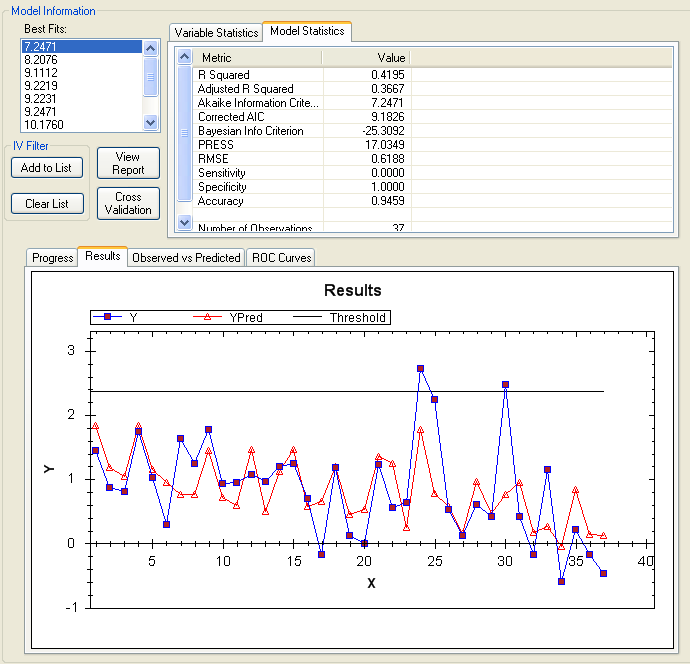 Model Information
Best Fits:
7.2471
8.2076
9.1112
9.2219
9.2231
9.2471
10.1760
IV Filter
Add to List
Clear List
View Report
Cross Validation
Variable Statistics
Model Statistics
Metric Value
R Squared 0.4195
Adjusted R Squared 0.3667
Akaike Information Crite... 7.2471
Corrected AIC 9.1826
Bayesian Info Criterion -25.3092
PRESS 17.0349
RMSE 0.6188
Sensitivity 0.0000
Specificity 1.0000
Accuracy 0.9459
Number of Observations 37
Progress
Results
Observed vs Predicted
ROC Curves
Results
Y YPred Threshold
3
2
1
0
-1
Y
5 10 15 20 25 30 35 40
X